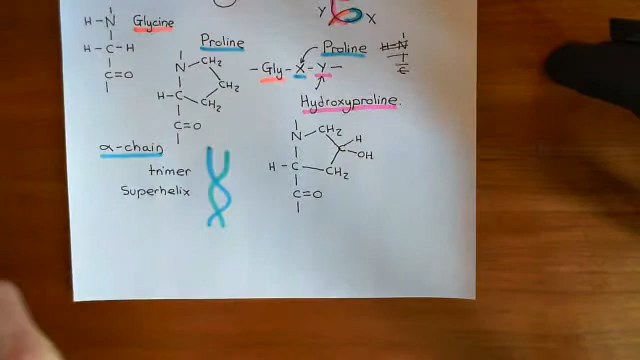 Y X
H-N Glycine
H-C-H
C=O
Proline
N CH2
CH2
H-C CH2
C=O
-Gly-X-Y-
Proline
H=N
Hydroxyproline.
N CH2
H
C OH
H-C CH2
C=O
α-chain
trimer
Superhelix